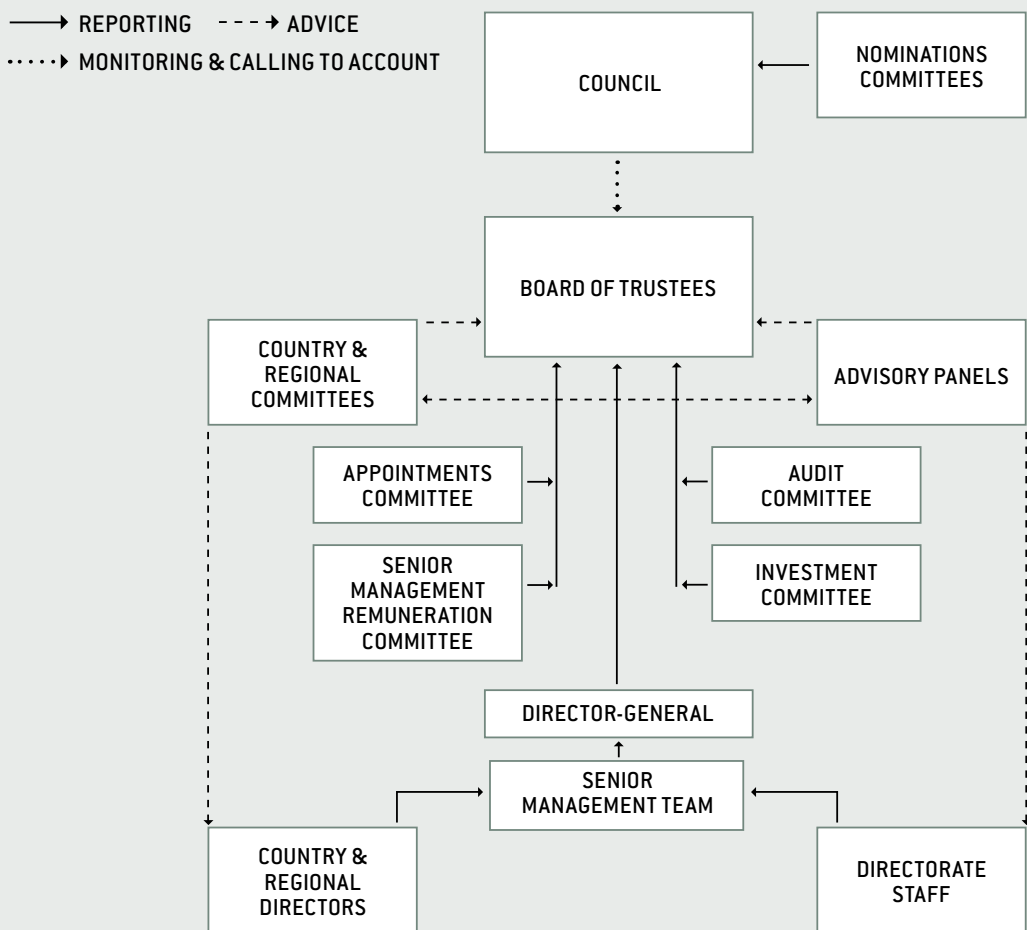 REPORTING
ADVICE
MONITORING & CALLING TO ACCOUNT
COUNCIL
NOMINATIONS
COMMITTEES
BOARD OF TRUSTEES
COUNTRY &
REGIONAL
COMMITTEES
ADVISORY PANELS
APPOINTMENTS
COMMITTEE
AUDIT
COMMITTEE
SENIOR
MANAGEMENT
REMUNERATION
COMMITTEE
INVESTMENT
COMMITTEE
DIRECTOR-GENERAL
SENIOR
MANAGEMENT TEAM
COUNTRY &
REGIONAL
DIRECTORS
DIRECTORATE
STAFF